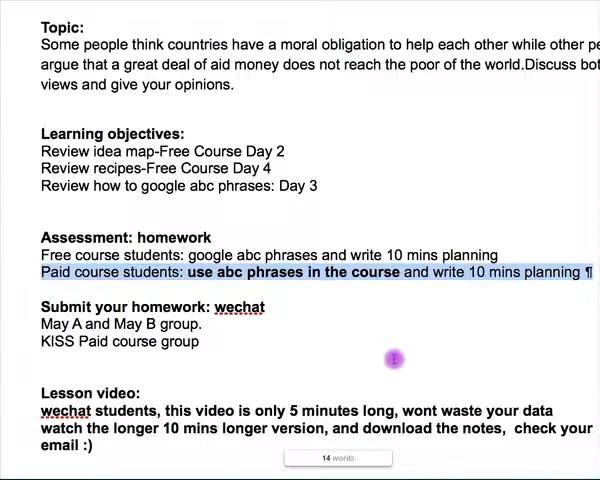 Topic:
Some people think countries have a moral obligation to help each other while other
argue that a great deal of aid money does not reach the poor of the world.Discuss
views and give your opinions.
Learning objectives:
Review idea map-Free Course Day 2
Review recipes-Free Course Day 4
Review how to google abc phrases: Day 3
Assessment: homework
Free course students: google abc phrases and write 10 mins planning
Paid course students: use abc phrases in the course and write 10 mins planning ¶
Submit your homework: wechat
May A and May B group.
KISS Paid course group
Lesson video:
wechat students, this video is only 5 minutes long, wont waste your data
watch the longer 10 mins longer version, and download the notes, check your
email :)
14 words